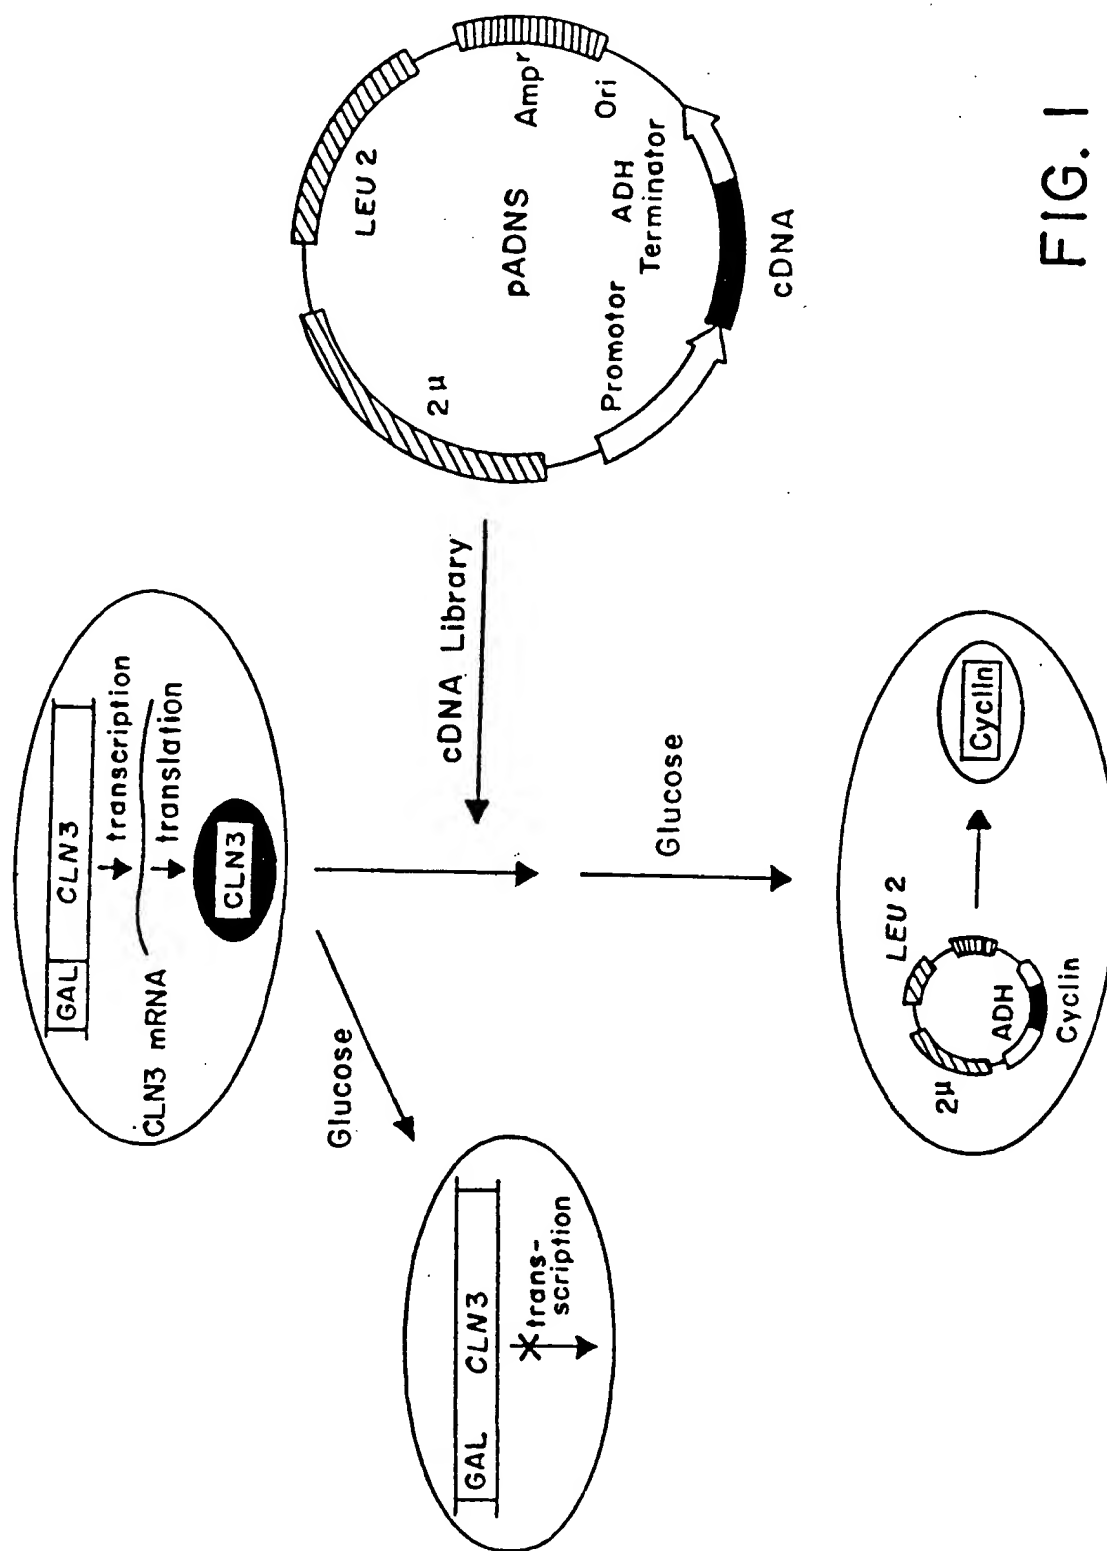 GAL CLN3
transcription
CLN3 mRNA
translation
CLN3
Glucose
GAL CLN3
trans-
scription
cDNA Library
Glucose
LEU 2
2μ
ADH
Cyclin
Cyclin
LEU 2
2μ
pADNS
Amp^r
Ori
Promotor
ADH
Terminator
cDNA
FIG. 1